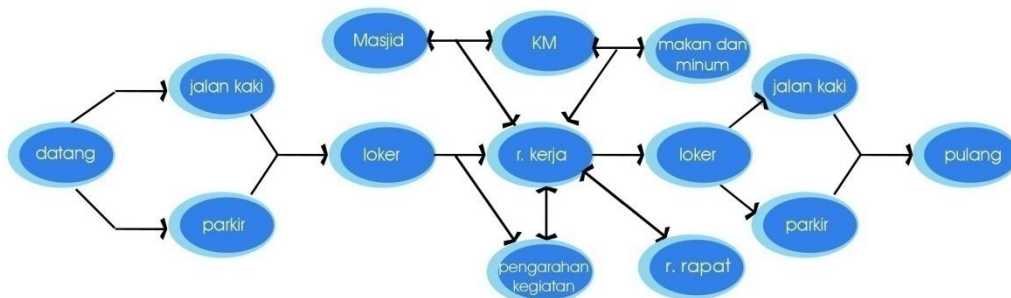 Masjid
KM
makan dan
minum
jalan kaki
jalan kaki
datang
loker
r. kerja
loker
pulang
parkir
parkir
pengarahan
kegiatan
r. rapat